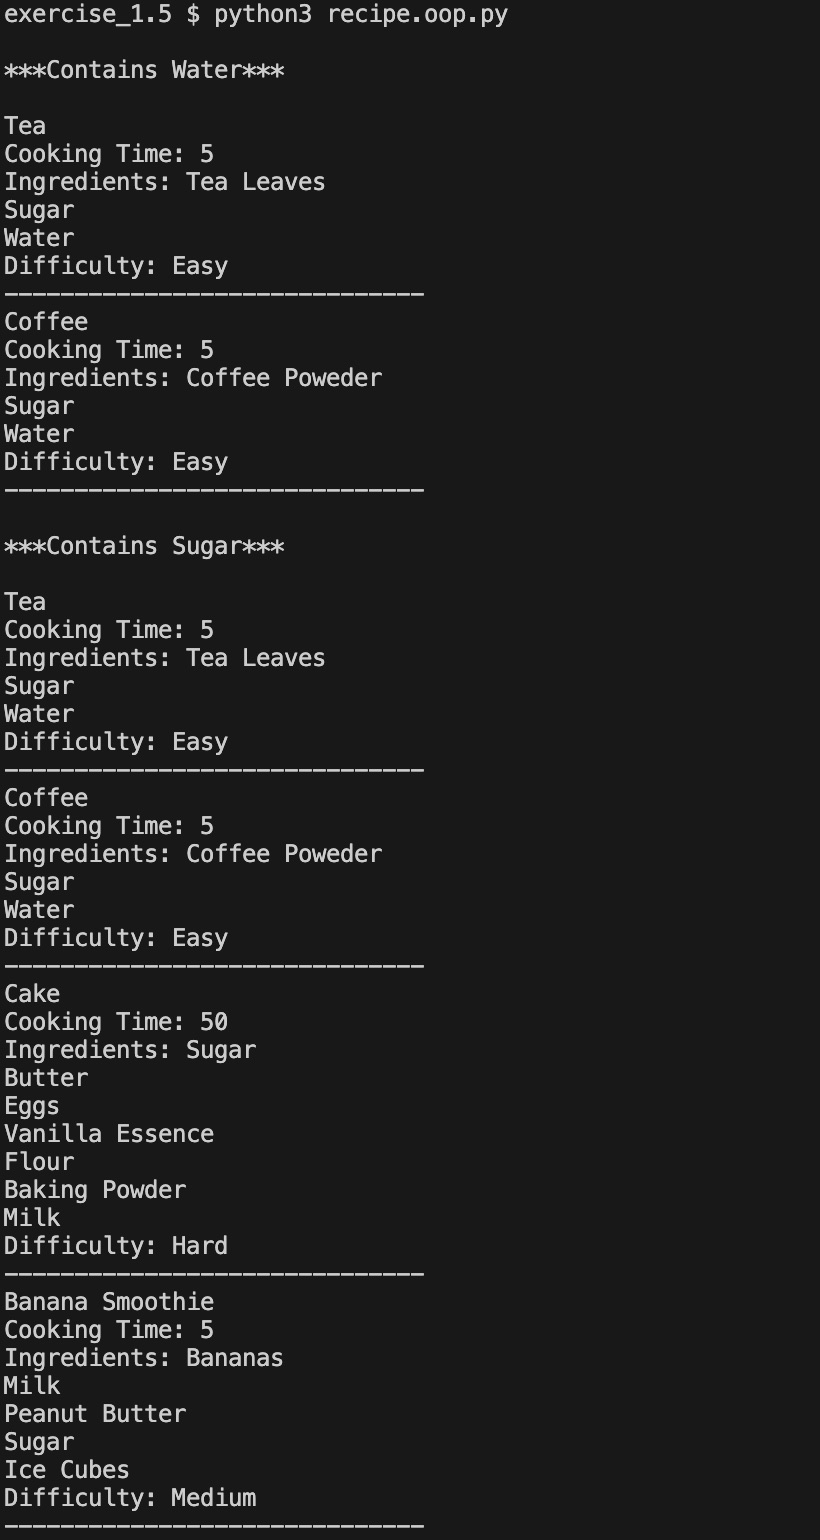 exercise_1.5 $ python3 recipe.oop.py
***Contains Water***
Tea
Cooking Time: 5
Ingredients: Tea Leaves
Sugar
Water
Difficulty: Easy
------------------------------
Coffee
Cooking Time: 5
Ingredients: Coffee Poweder
Sugar
Water
Difficulty: Easy
------------------------------
***Contains Sugar***
Tea
Cooking Time: 5
Ingredients: Tea Leaves
Sugar
Water
Difficulty: Easy
------------------------------
Coffee
Cooking Time: 5
Ingredients: Coffee Poweder
Sugar
Water
Difficulty: Easy
------------------------------
Cake
Cooking Time: 50
Ingredients: Sugar
Butter
Eggs
Vanilla Essence
Flour
Baking Powder
Milk
Difficulty: Hard
------------------------------
Banana Smoothie
Cooking Time: 5
Ingredients: Bananas
Milk
Peanut Butter
Sugar
Ice Cubes
Difficulty: Medium
------------------------------